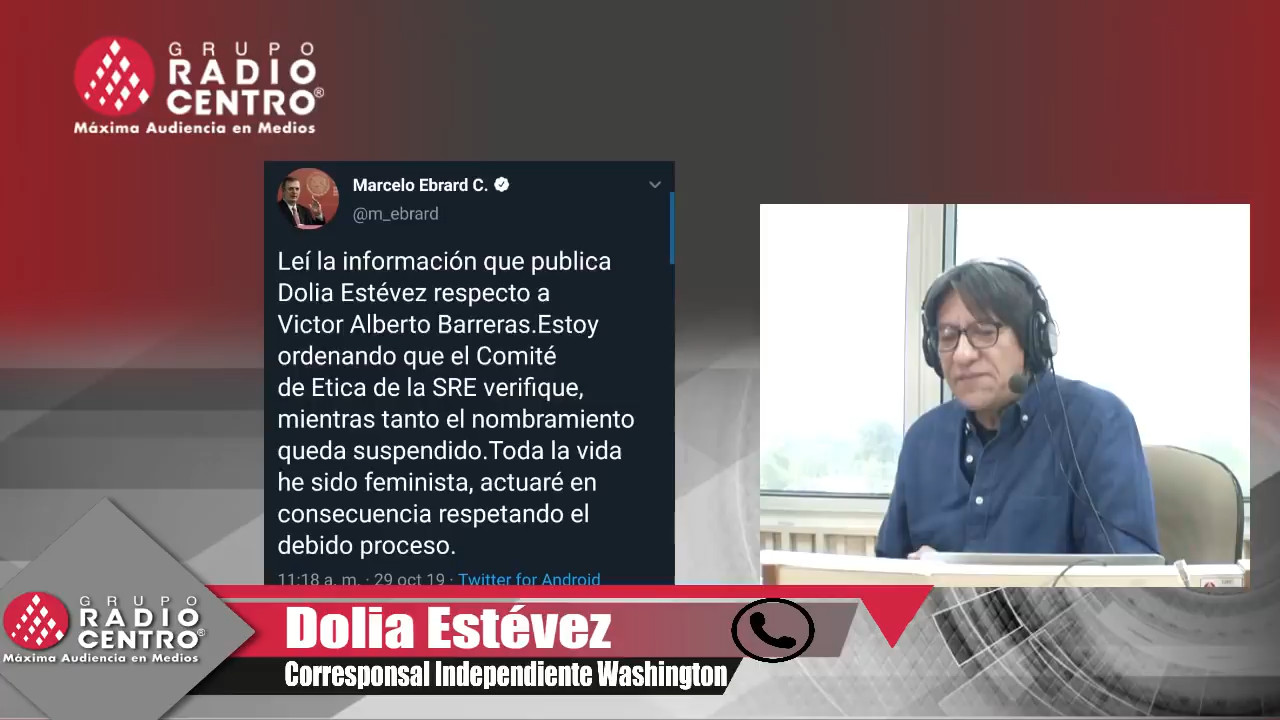 GRUPO
RADIO
CENTRO®
Máxima Audiencia en Medios
Marcelo Ebrard C.
@m_ebrard
Leí la información que publica
Dolia Estévez respecto a
Victor Alberto Barreras.Estoy
ordenando que el Comité
de Etica de la SRE verifique,
mientras tanto el nombramiento
queda suspendido.Toda la vida
he sido feminista, actuaré en
consecuencia respetando el
debido proceso.
11:18 a. m. · 29 oct 19 · Twitter for Android
GRUPO
RADIO
CENTRO®
Máxima Audiencia en Medios
Dolia Estévez
Corresponsal Independiente Washington